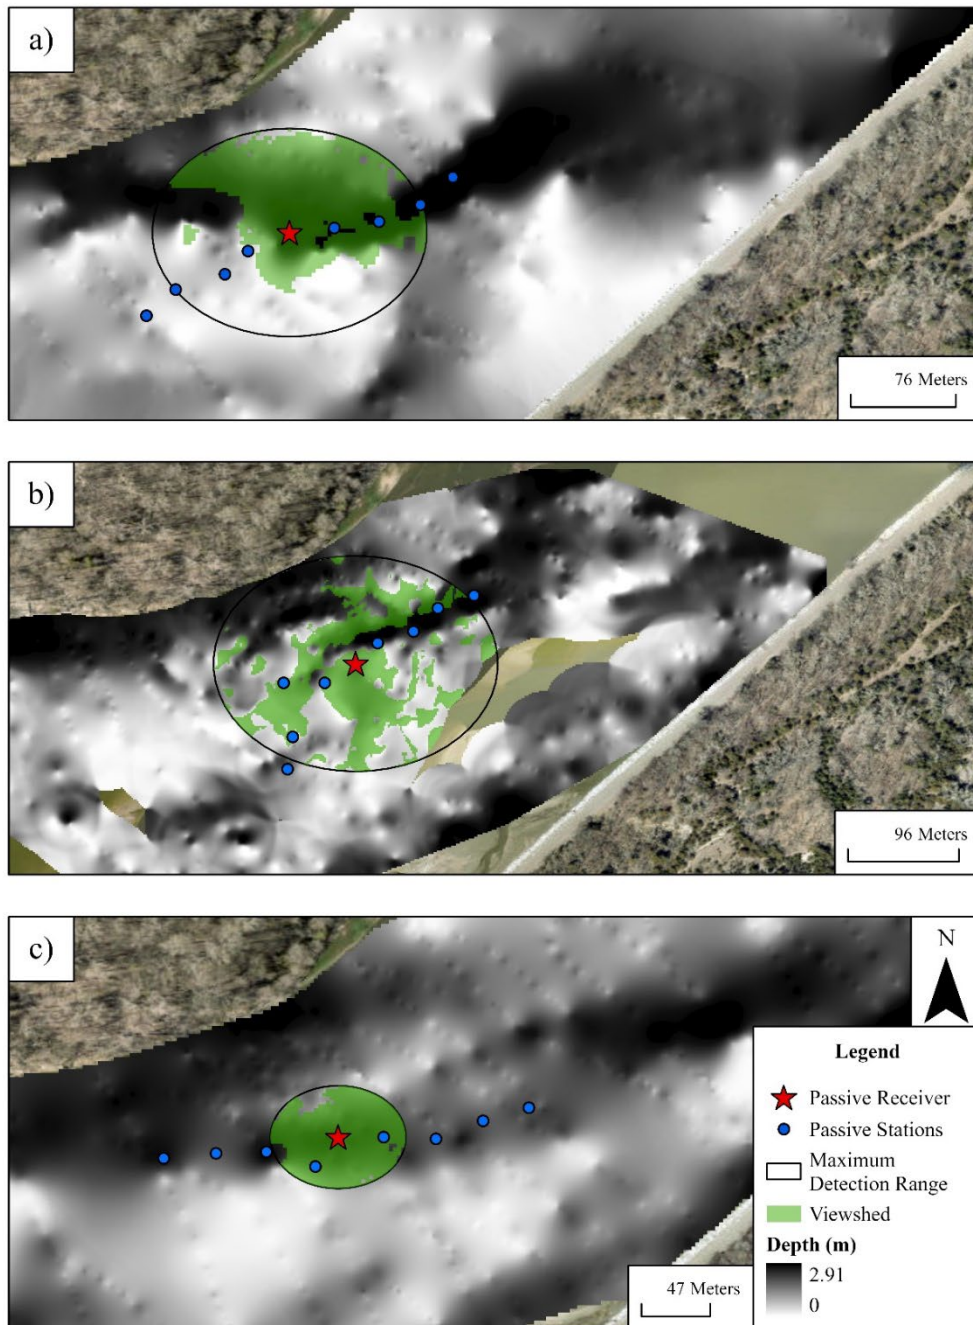 a)
76 Meters
b)
96 Meters
c)
N
Legend
Passive Receiver
Passive Stations
Maximum
Detection Range
Viewshed
Depth (m)
2.91
0
47 Meters